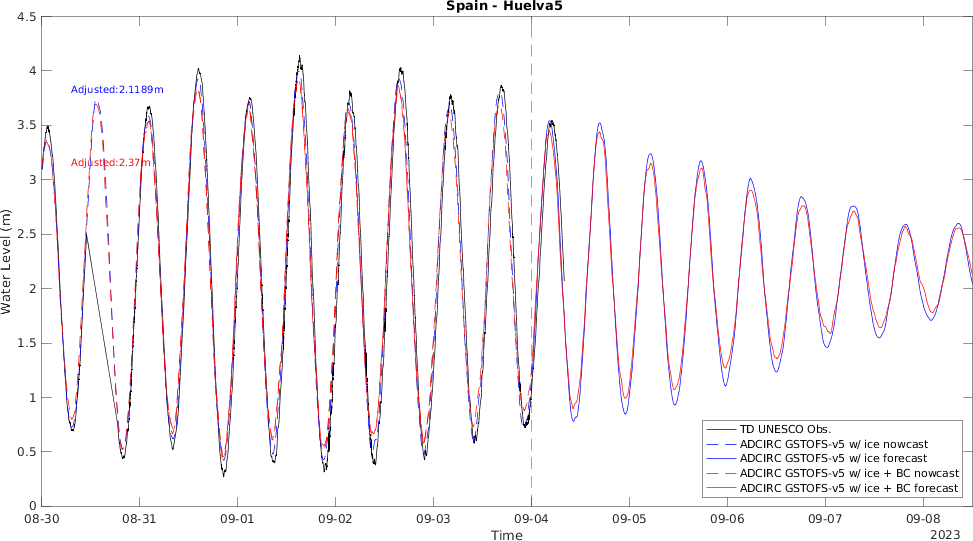 Spain - Huelva5
4.5
4
3.5
3
2.5
2
1.5
1
0.5
0
Water Level (m)
Adjusted:2.1189m
Adjusted:2.37m
TD UNESCO Obs.
ADCIRC GSTOFS-v5 w/ ice nowcast
ADCIRC GSTOFS-v5 w/ ice forecast
ADCIRC GSTOFS-v5 w/ ice + BC nowcast
ADCIRC GSTOFS-v5 w/ ice + BC forecast
08-30 08-31 09-01 09-02 09-03 09-04 09-05 09-06 09-07 09-08
Time
2023